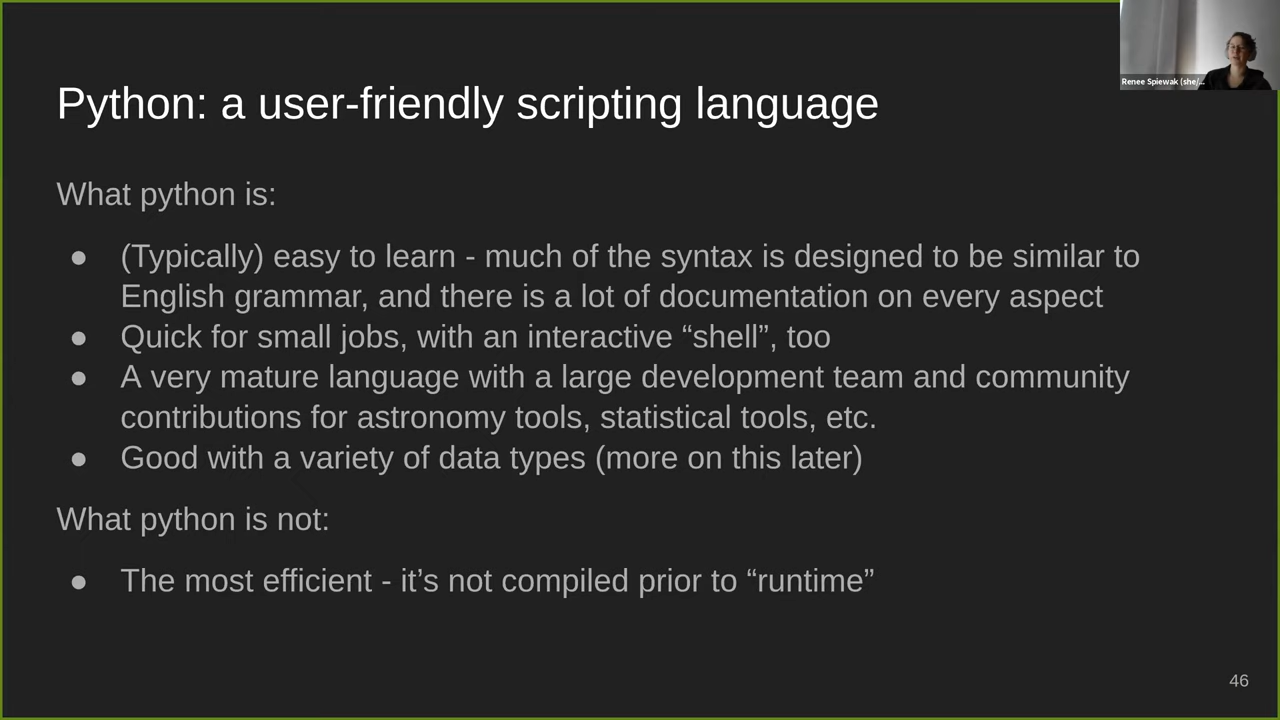 Renee Spiewak (she/...
Python: a user-friendly scripting language
What python is:
● (Typically) easy to learn - much of the syntax is designed to be similar to
English grammar, and there is a lot of documentation on every aspect
● Quick for small jobs, with an interactive “shell”, too
● A very mature language with a large development team and community
contributions for astronomy tools, statistical tools, etc.
● Good with a variety of data types (more on this later)
What python is not:
● The most efficient - it’s not compiled prior to “runtime”
46